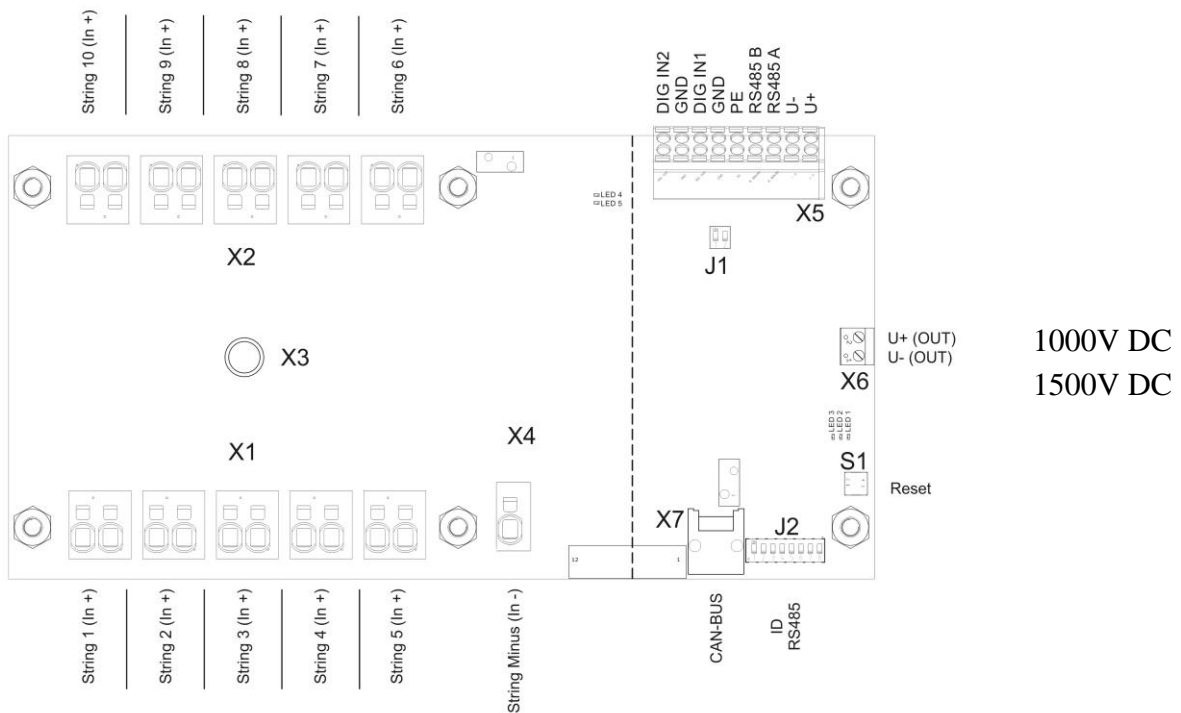 String 10 (In +)
String 9 (In +)
String 8 (In +)
String 7 (In +)
String 6 (In +)
DIG IN2
GND
DIG IN1
GND
PE
RS485 B
RS485 A
U-
U+
LED 4
LED 5
X5
X2
J1
X3
U+ (OUT)
U- (OUT)
1000V DC
1500V DC
X6
X4
LED 3
LED 2
LED 1
X1
S1
Reset
X7
J2
12
1
String 1 (In +)
String 2 (In +)
String 3 (In +)
String 4 (In +)
String 5 (In +)
String Minus (In -)
CAN-BUS
ID
RS485